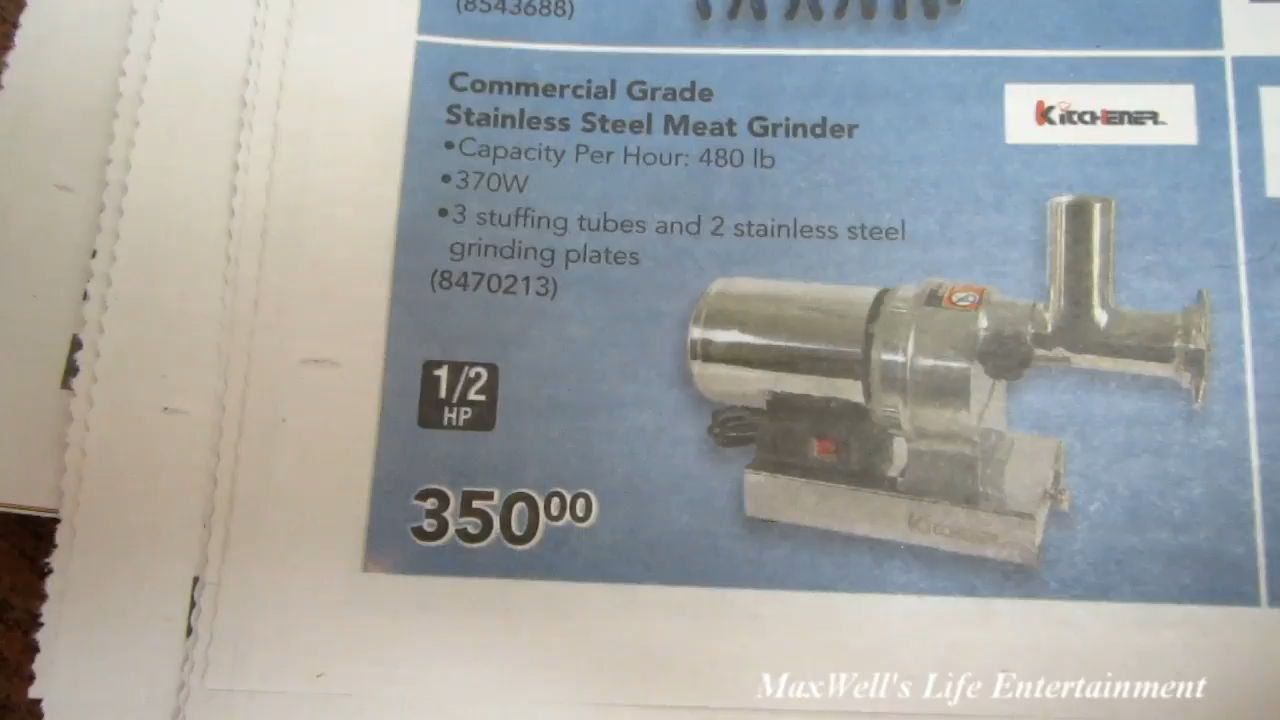 (8543688)
Commercial Grade
Stainless Steel Meat Grinder
•Capacity Per Hour: 480 lb
•370W
•3 stuffing tubes and 2 stainless steel
grinding plates
(8470213)
KITCHENER
1/2
HP
350⁰⁰
Kitchener
MaxWell's Life Entertainment